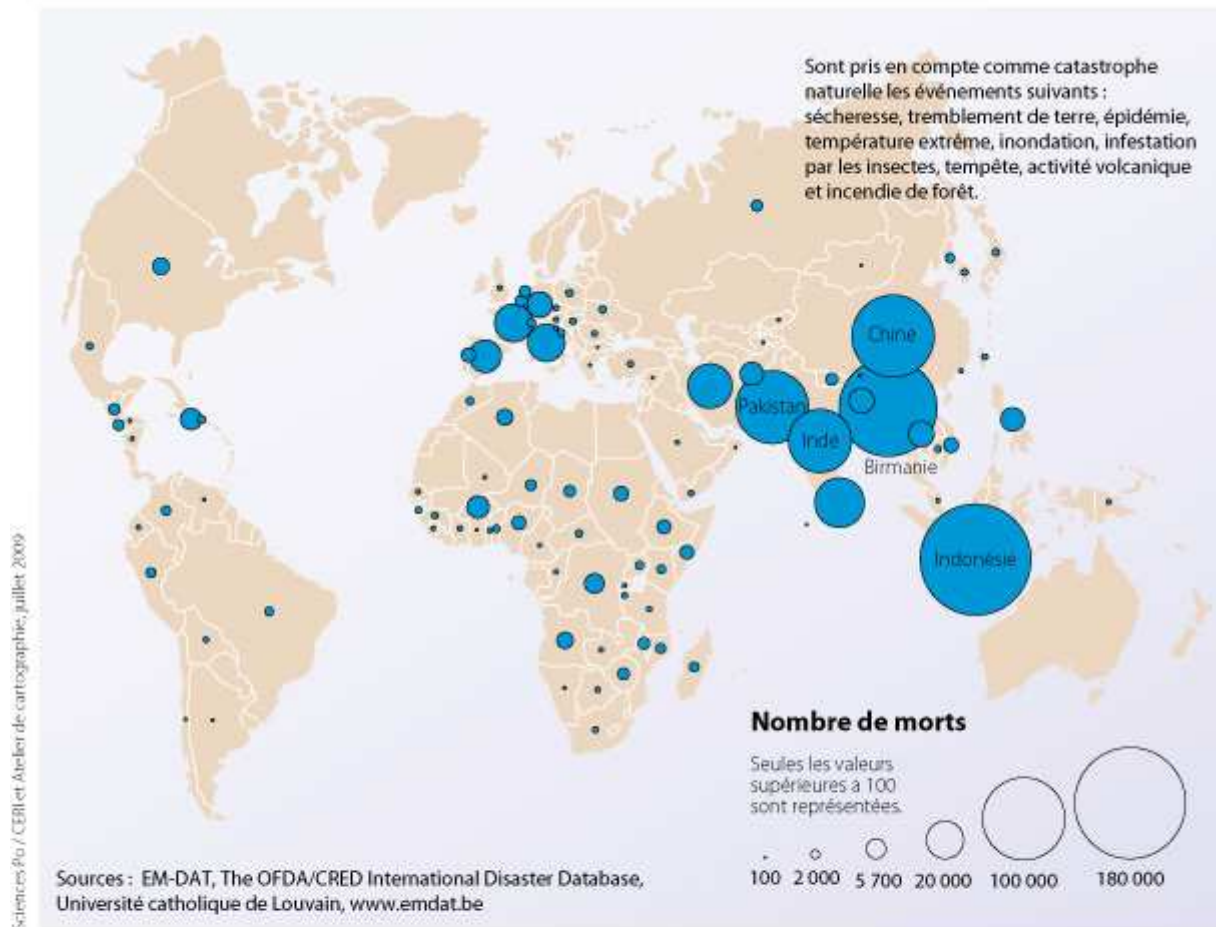 Sont pris en compte comme catastrophe
naturelle les événements suivants :
sécheresse, tremblement de terre, épidémie,
température extrême, inondation, infestation
par les insectes, tempête, activité volcanique
et incendie de forêt.
Chine
Pakistan
Inde
Birmanie
Indonésie
Nombre de morts
Seules les valeurs
supérieures à 100
sont représentées.
100 2 000 5 700 20 000 100 000 180 000
Sources : EM-DAT, The OFDA/CRED International Disaster Database,
Université catholique de Louvain, www.emdat.be
Sciences Po / CERI et Atelier de cartographie, juillet 2009